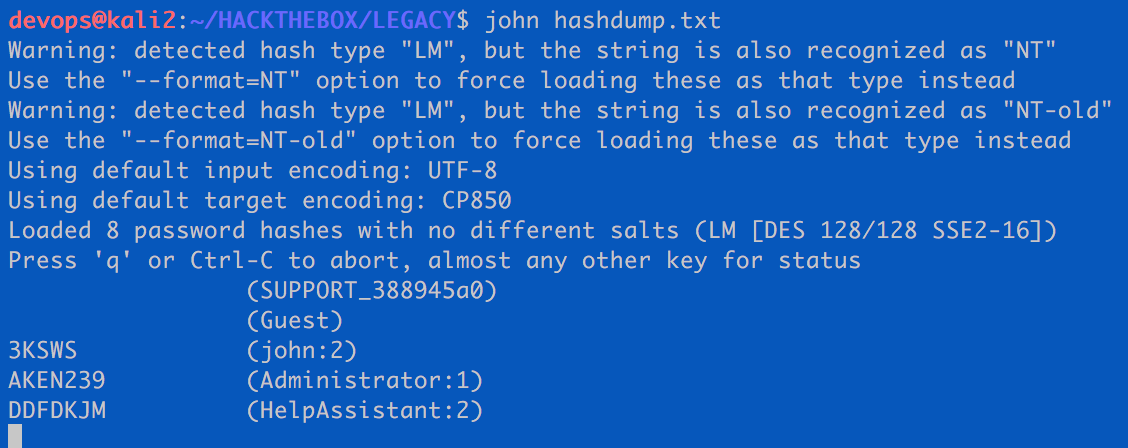 devops@kali2:~/HACKTHEBOX/LEGACY$ john hashdump.txt
Warning: detected hash type "LM", but the string is also recognized as "NT"
Use the "--format=NT" option to force loading these as that type instead
Warning: detected hash type "LM", but the string is also recognized as "NT-old"
Use the "--format=NT-old" option to force loading these as that type instead
Using default input encoding: UTF-8
Using default target encoding: CP850
Loaded 8 password hashes with no different salts (LM [DES 128/128 SSE2-16])
Press 'q' or Ctrl-C to abort, almost any other key for status
                 (SUPPORT_388945a0)
                 (Guest)
3KSWS            (john:2)
AKEN239          (Administrator:1)
DDFDKJM          (HelpAssistant:2)